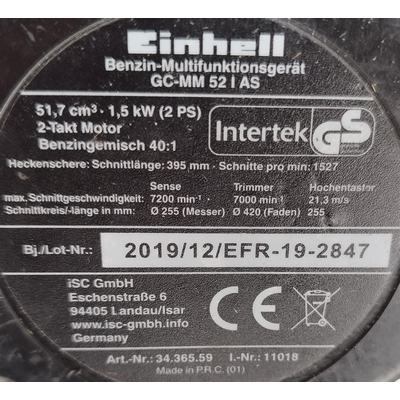 Einhell
Benzin-Multifunktionsgerät
GC-MM 52 I AS
51,7 cm³ · 1,5 kW (2 PS)
2-Takt Motor
Benzingemisch 40:1
Intertek GS
Heckenschere: Schnittlänge: 395 mm · Schnitte pro min: 1527
Sense Trimmer Hochentaster
max. Schnittgeschwindigkeit: 7200 min⁻¹ 7000 min⁻¹ 21,3 m/s
Schnittkreis/-länge in mm: Ø 255 (Messer) Ø 420 (Faden) 255
Bj./Lot-Nr.: 2019/12/EFR-19-2847
iSC GmbH
Eschenstraße 6
94405 Landau/Isar
www.isc-gmbh.info
Germany
CE
Art.-Nr.: 34.365.59 I.-Nr.: 11018
Made in P.R.C. (01)